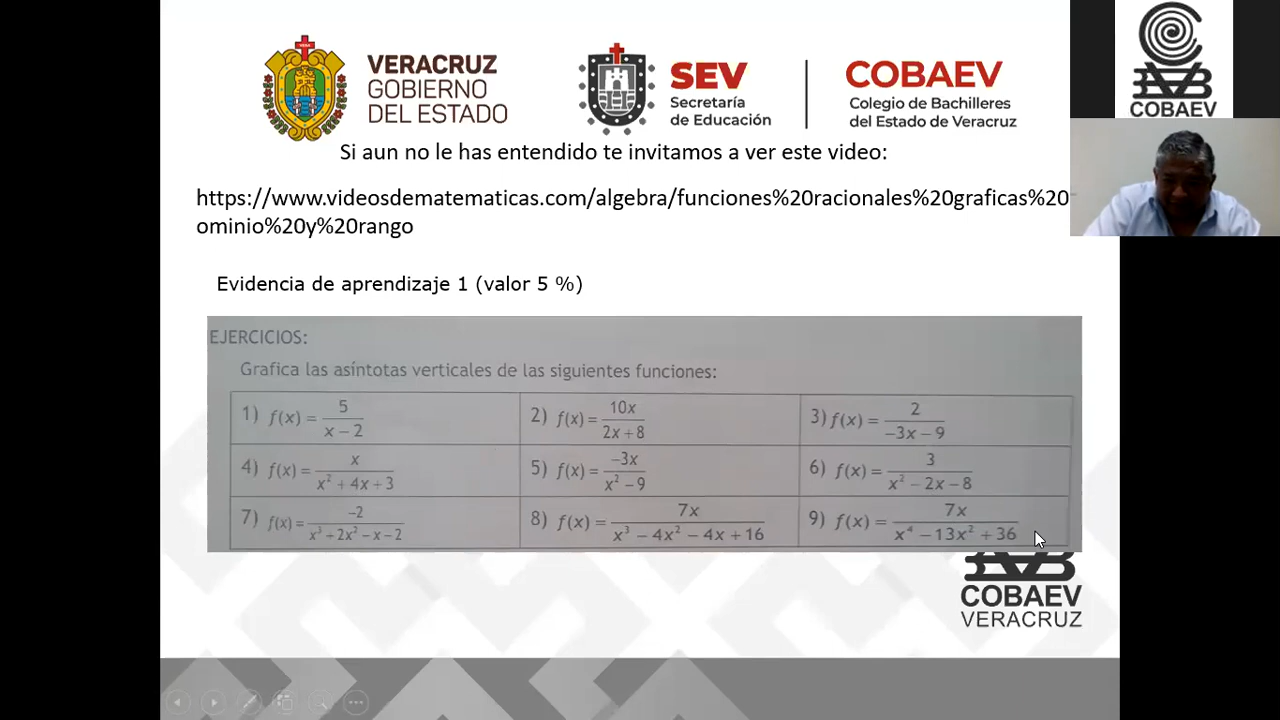 VERACRUZ
GOBIERNO
DEL ESTADO
SEV
Secretaría
de Educación
COBAEV
Colegio de Bachilleres
del Estado de Veracruz
COBAEV
Si aun no le has entendido te invitamos a ver este video:
https://www.videosdematematicas.com/algebra/funciones%20racionales%20graficas%20
ominio%20y%20rango
Evidencia de aprendizaje 1 (valor 5 %)
EJERCICIOS:
Grafica las asíntotas verticales de las siguientes funciones:
1) f(x) = 5/(x – 2)
2) f(x) = 10x/(2x + 8)
3) f(x) = 2/(–3x – 9)
4) f(x) = x/(x² + 4x + 3)
5) f(x) = –3x/(x² – 9)
6) f(x) = 3/(x² – 2x – 8)
7) f(x) = –2/(x³ + 2x² – x – 2)
8) f(x) = 7x/(x³ – 4x² – 4x + 16)
9) f(x) = 7x/(x⁴ – 13x² + 36)
COBAEV
VERACRUZ